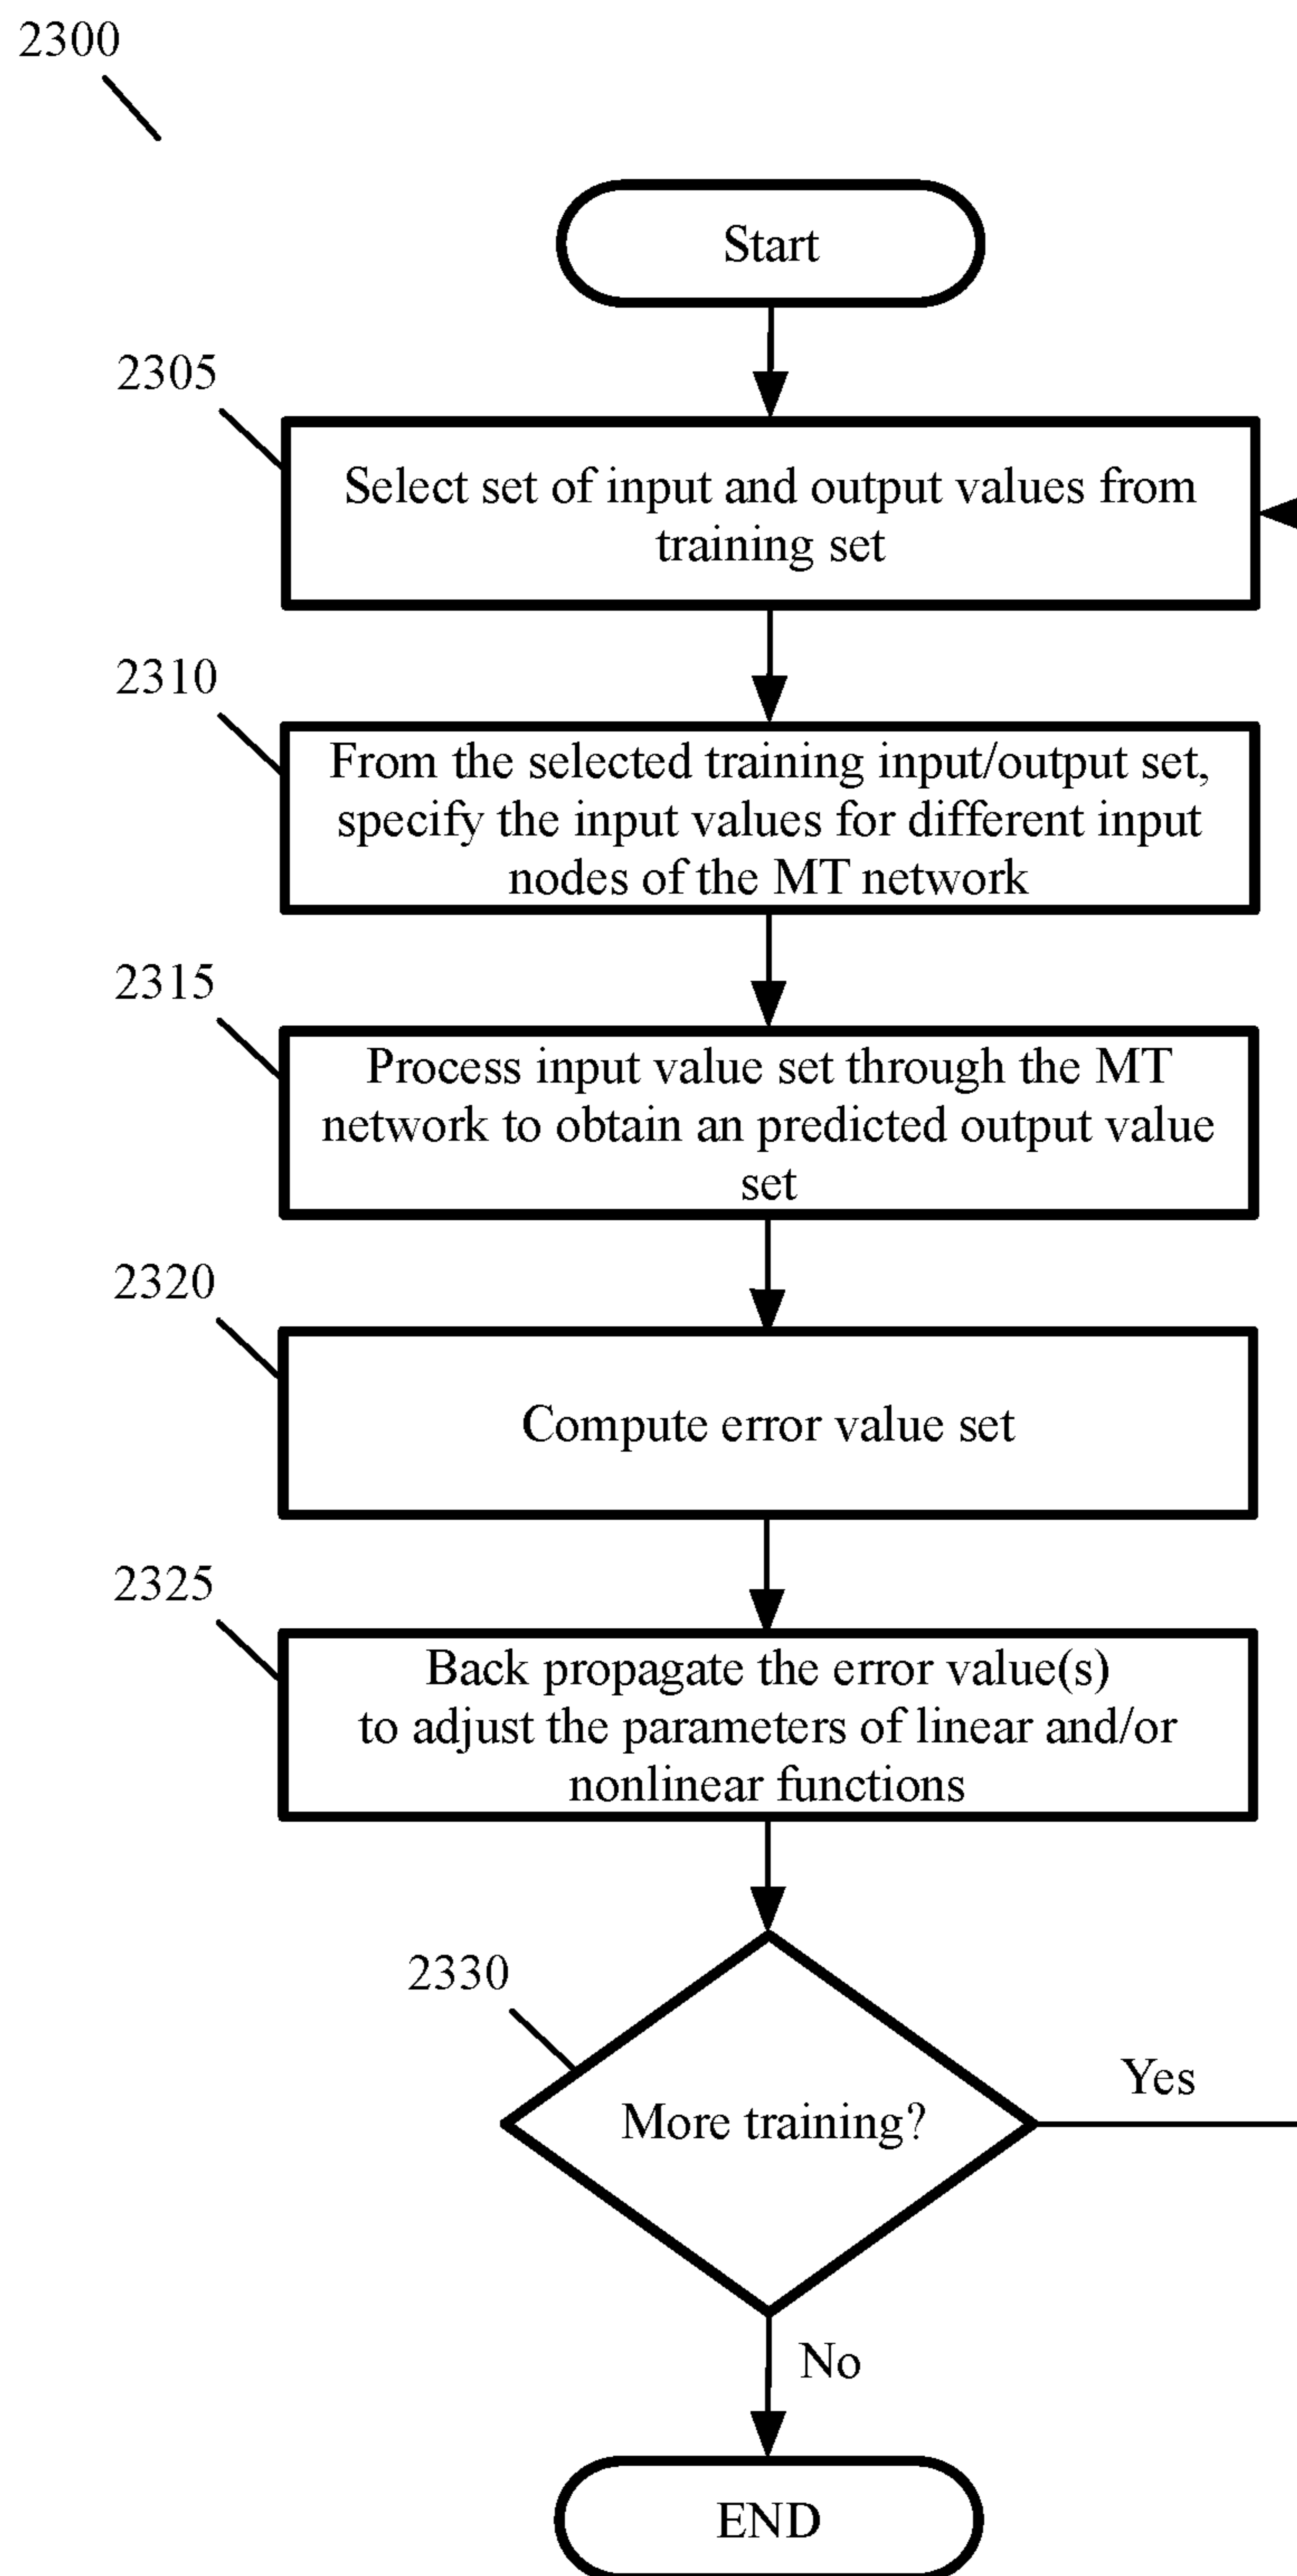 2300
Start
2305
Select set of input and output values from
training set
2310
From the selected training input/output set,
specify the input values for different input
nodes of the MT network
2315
Process input value set through the MT
network to obtain an predicted output value
set
2320
Compute error value set
2325
Back propagate the error value(s)
to adjust the parameters of linear and/or
nonlinear functions
2330
More training?
Yes
No
END